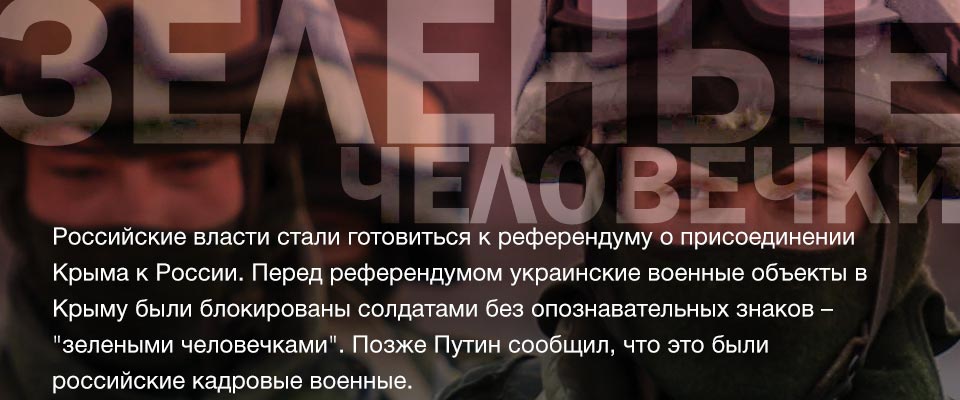 ЗЕЛЕНЫЕ
ЧЕЛОВЕЧКИ
Российские власти стали готовиться к референдуму о присоединении
Крыма к России. Перед референдумом украинские военные объекты в
Крыму были блокированы солдатами без опознавательных знаков –
"зелеными человечками". Позже Путин сообщил, что это были
российские кадровые военные.